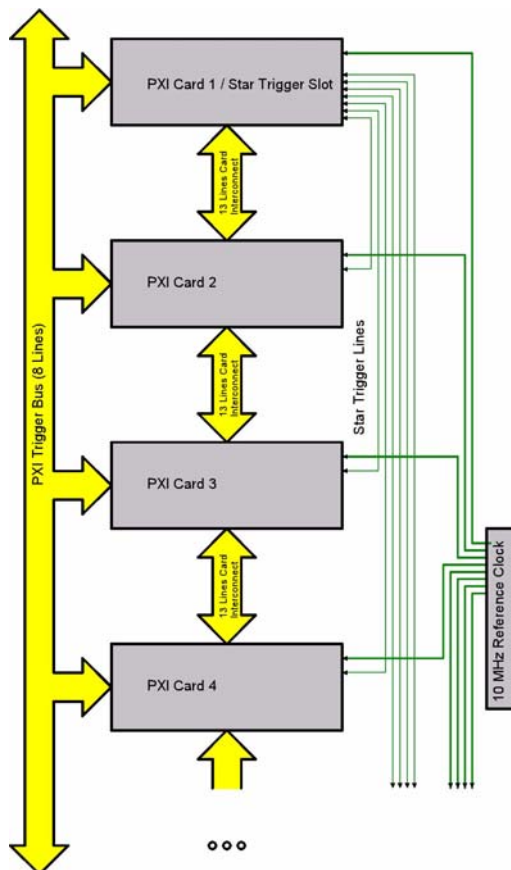 PXI Card 1 / Star Trigger Slot
13 Lines Card
Interconnect
PXI Card 2
PXI Trigger Bus (8 Lines)
Star Trigger Lines
13 Lines Card
Interconnect
PXI Card 3
10 MHz Reference Clock
13 Lines Card
Interconnect
PXI Card 4